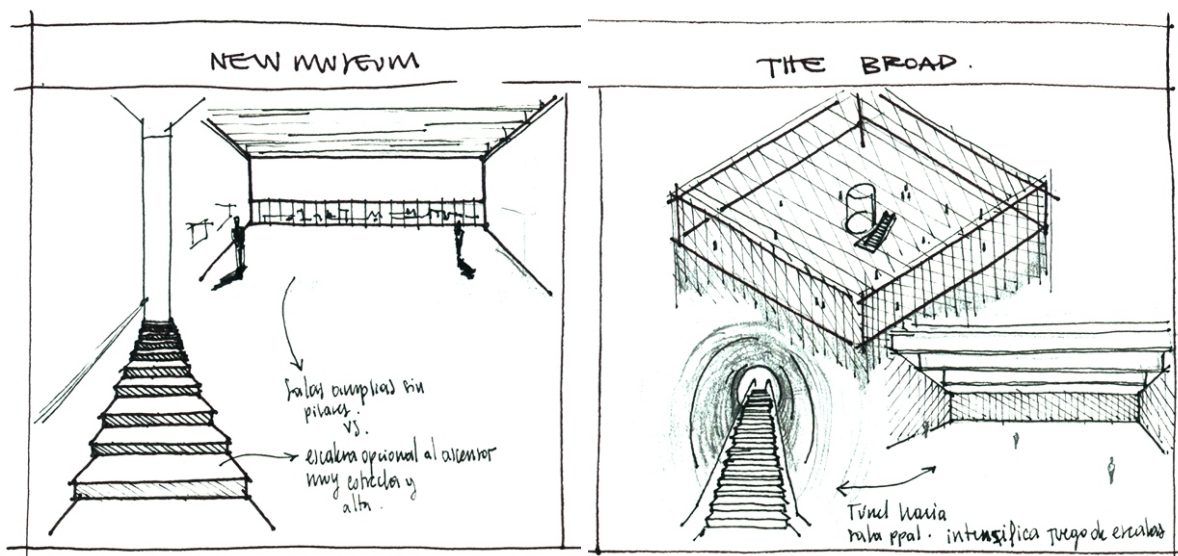 NEW MUSEUM
Salas amplias sin
pilares.
vs.
escalera opcional al ascensor
muy estrecha y
alta.
THE BROAD.
Túnel hacia
sala ppal. intensifica juego de escalas